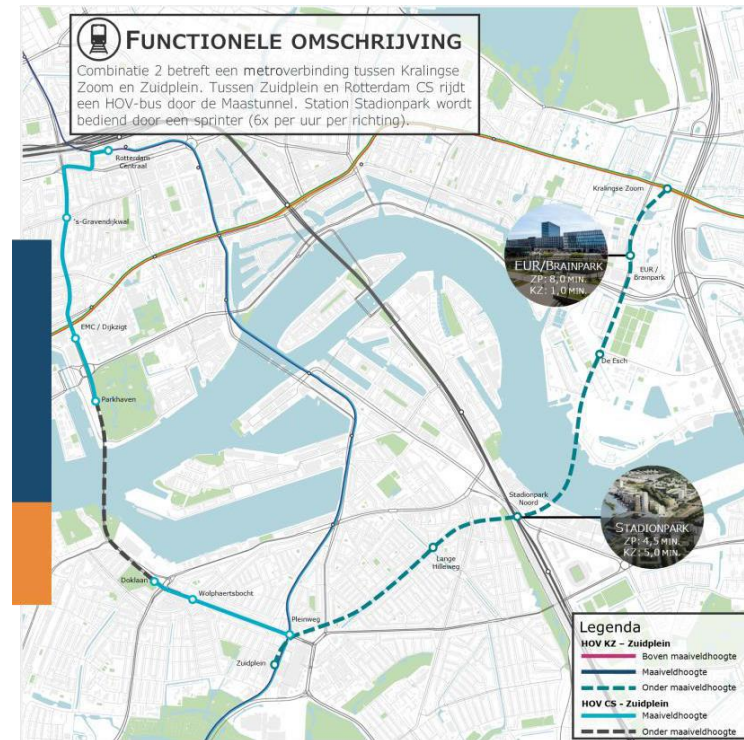 FUNCTIONELE OMSCHRIJVING
Combinatie 2 betreft een metroverbinding tussen Kralingse
Zoom en Zuidplein. Tussen Zuidplein en Rotterdam CS rijdt
een HOV-bus door de Maastunnel. Station Stadionpark wordt
bediend door een sprinter (6x per uur per richting).
Rotterdam
Centraal
Kralingse Zoom
's-Gravendijkwal
EUR/BRAINPARK
ZP: 8,0 MIN.
KZ: 1,0 MIN.
EUR /
Brainpark
EMC / Dijkzigt
De Esch
Parkhaven
Stadionpark
Noord
STADIONPARK
ZP: 4,5 MIN.
KZ: 5,0 MIN.
Lange
Hilleweg
Doklaan
Wolphaertsbocht
Pleinweg
Zuidplein
Legenda
HOV KZ – Zuidplein
Boven maaiveldhoogte
Maaiveldhoogte
Onder maaiveldhoogte
HOV CS - Zuidplein
Maaiveldhoogte
Onder maaiveldhoogte